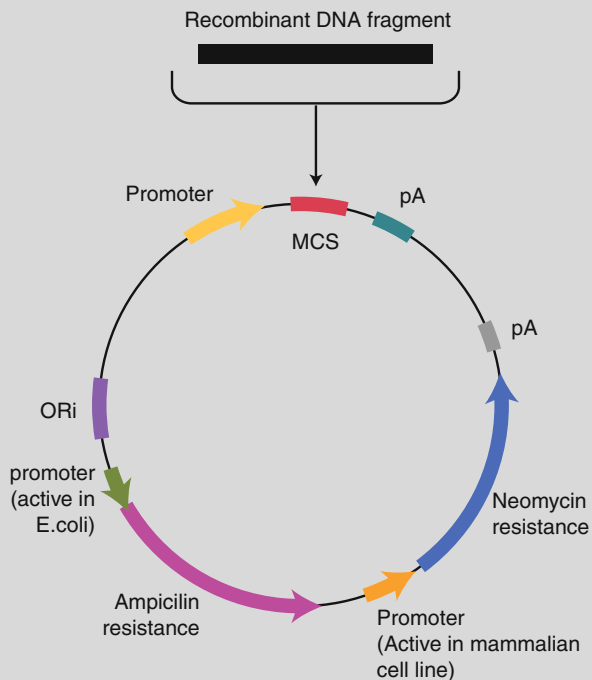 Recombinant DNA fragment
Promoter
pA
MCS
pA
ORi
promoter
(active in
E.coli)
Neomycin
resistance
Ampicilin
resistance
Promoter
(Active in mammalian
cell line)